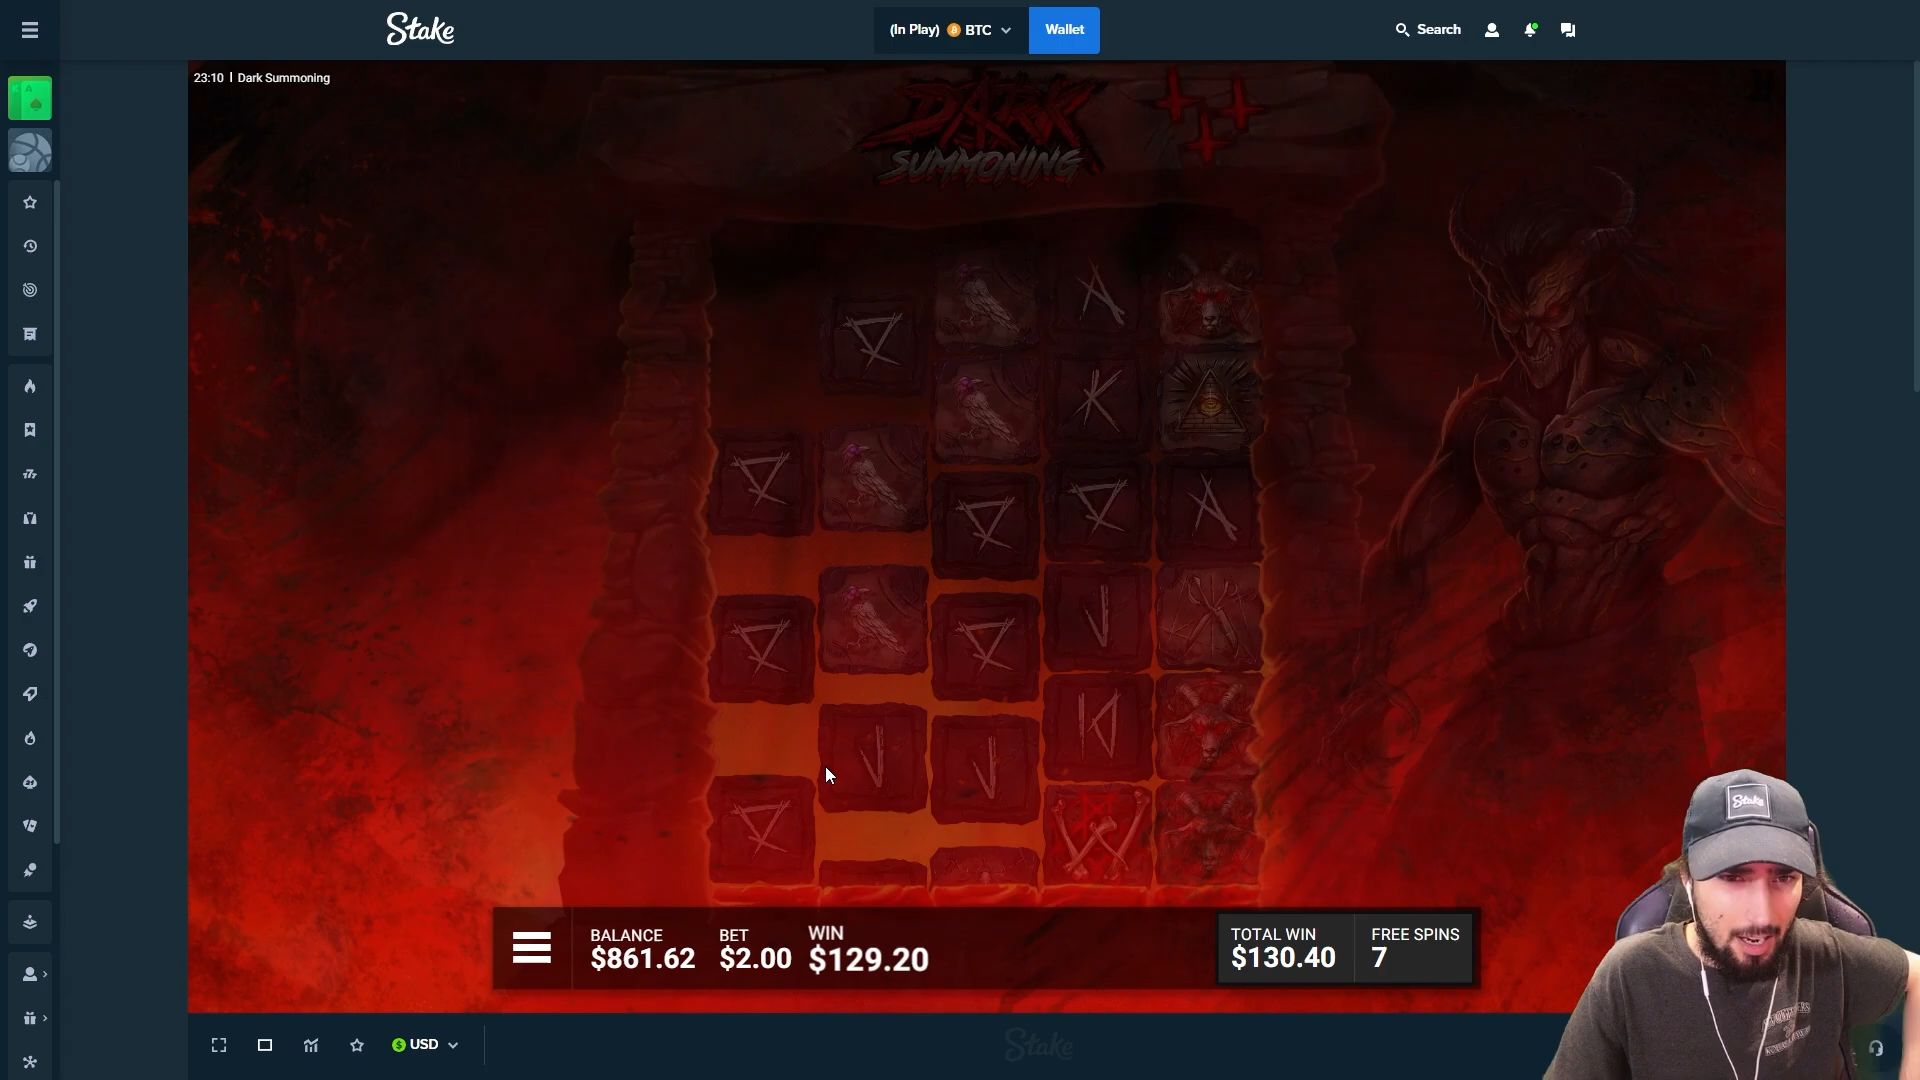 Stake
(In Play) BTC
Wallet
Search
23:10 | Dark Summoning
DARK
SUMMONING
A
K
A
J
J
J
BALANCE
$861.62
BET
$2.00
WIN
$129.20
TOTAL WIN
$130.40
FREE SPINS
7
USD
Stake
Stake